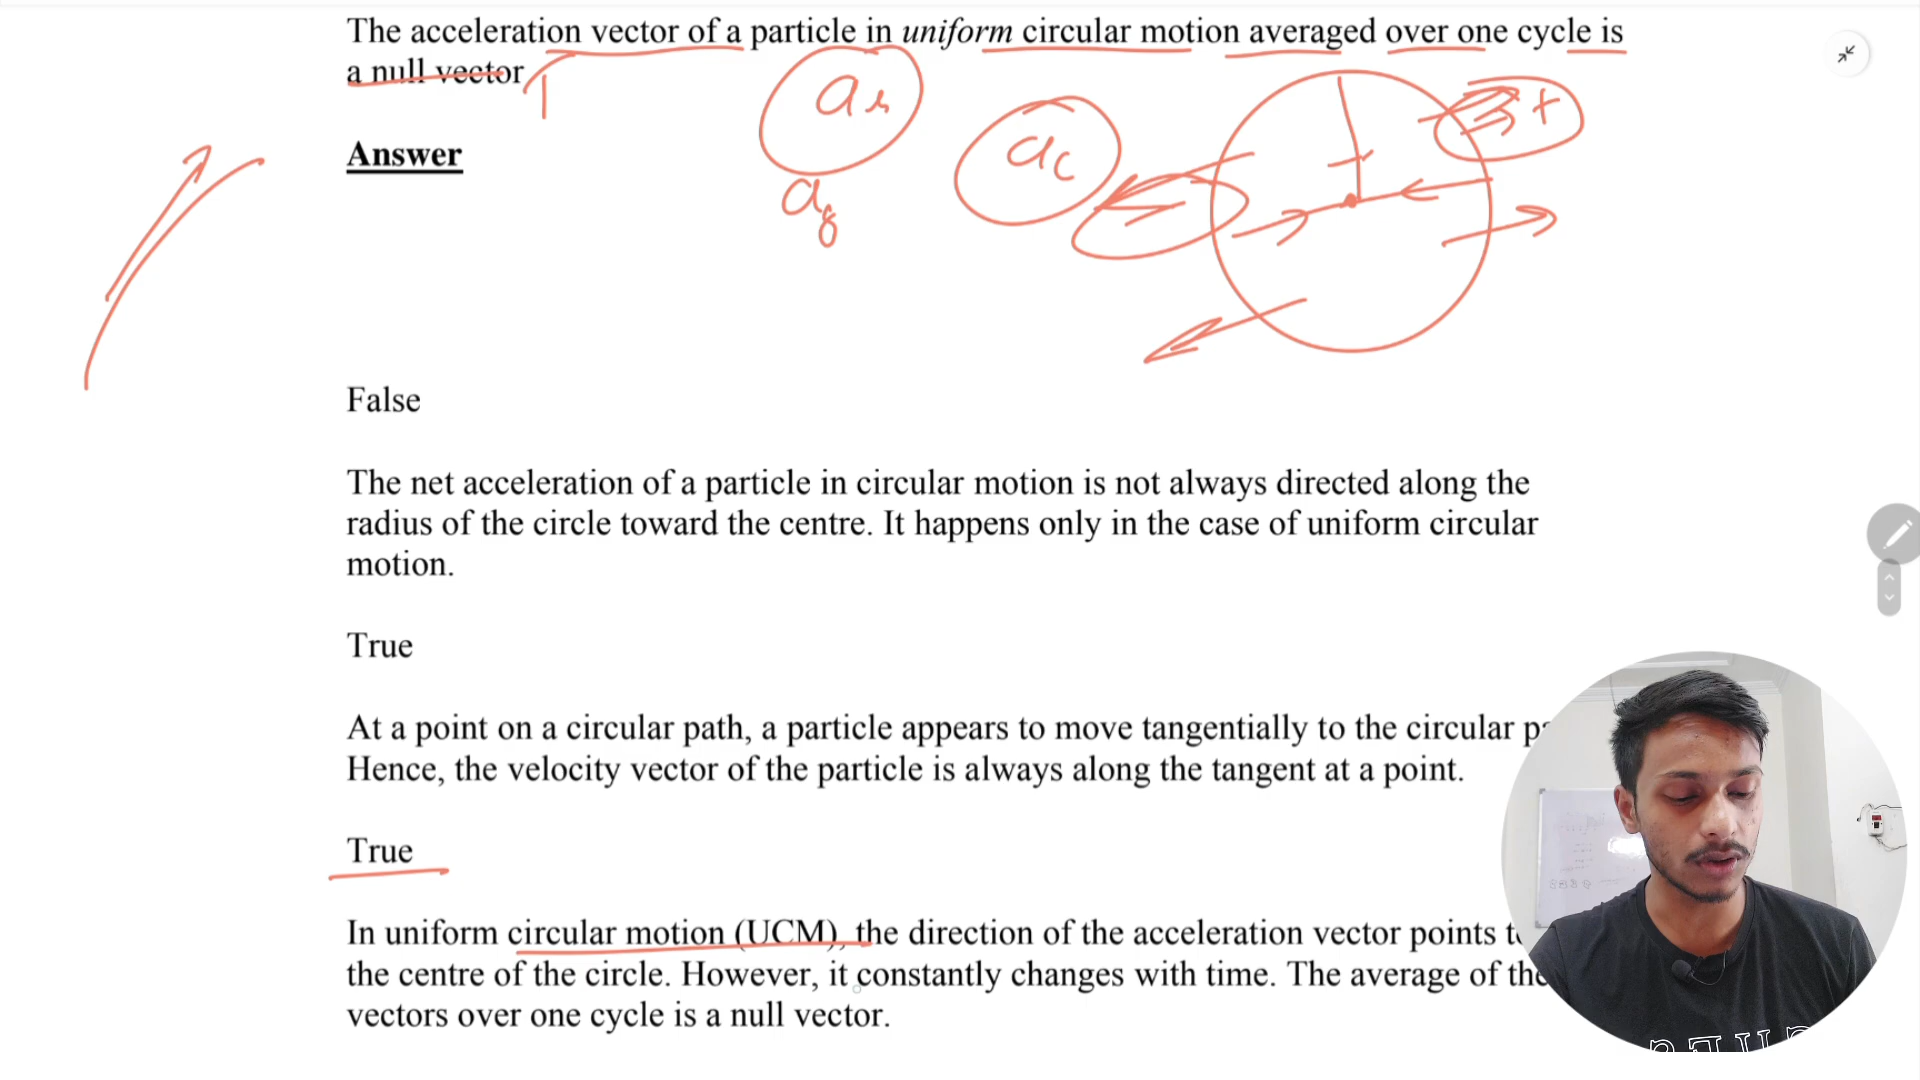 The acceleration vector of a particle in uniform circular motion averaged over one cycle is
a null vector
T
Answer
ac
False
The net acceleration of a particle in circular motion is not always directed along the
radius of the circle toward the centre. It happens only in the case of uniform circular
motion.
True
At a point on a circular path, a particle appears to move tangentially to the circular
Hence, the velocity vector of the particle is always along the tangent at a point.
True
In uniform circular motion (UCM), the direction of the acceleration vector points
the centre of the circle. However, it constantly changes with time. The average of
vectors over one cycle is a null vector.